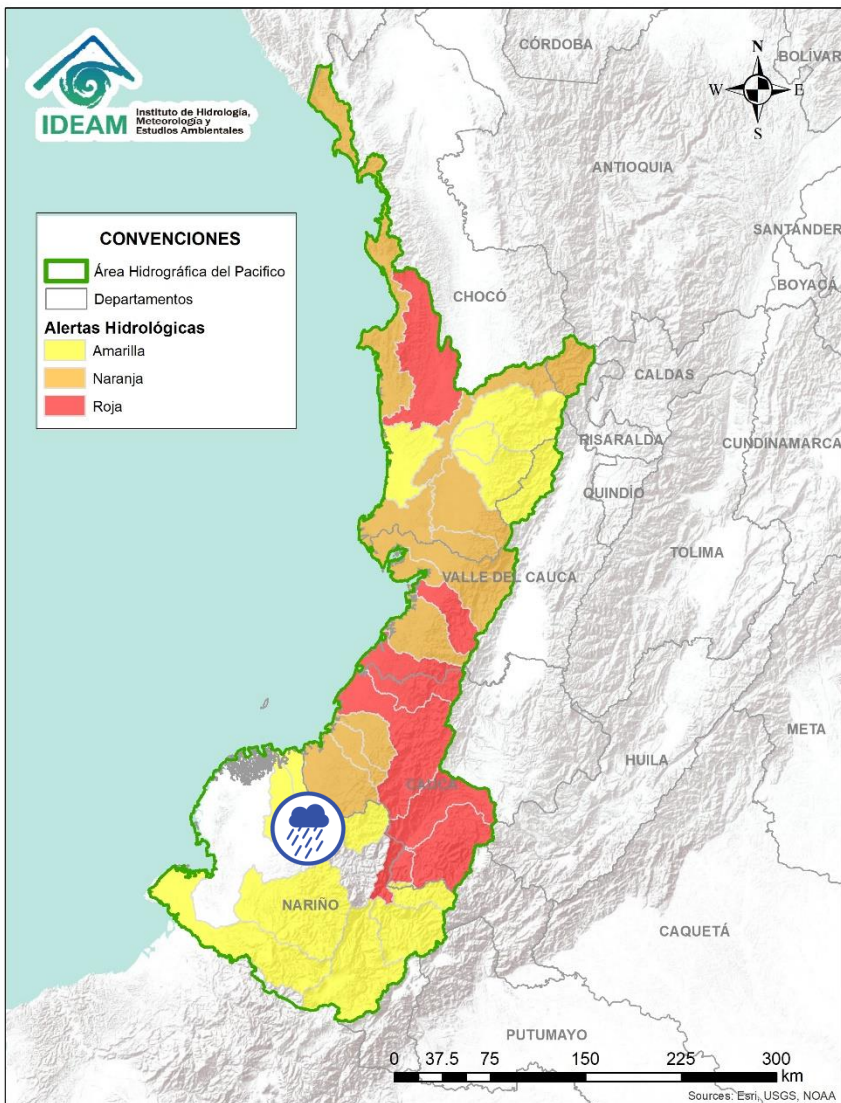 CÓRDOBA
BOLÍVAR
N
W E
S
IDEAM
Instituto de Hidrología,
Meteorología y
Estudios Ambientales
ANTIOQUIA
SANTANDER
CONVENCIONES
Área Hidrográfica del Pacifico
Departamentos
Alertas Hidrológicas
Amarilla
Naranja
Roja
BOYACÁ
CHOCÓ
CALDAS
RISARALDA
CUNDINAMARCA
QUINDÍO
TOLIMA
VALLE DEL CAUCA
META
HUILA
CAUCA
NARIÑO
CAQUETÁ
PUTUMAYO
0 37.5 75 150 225 300
km
Sources: Esri, USGS, NOAA